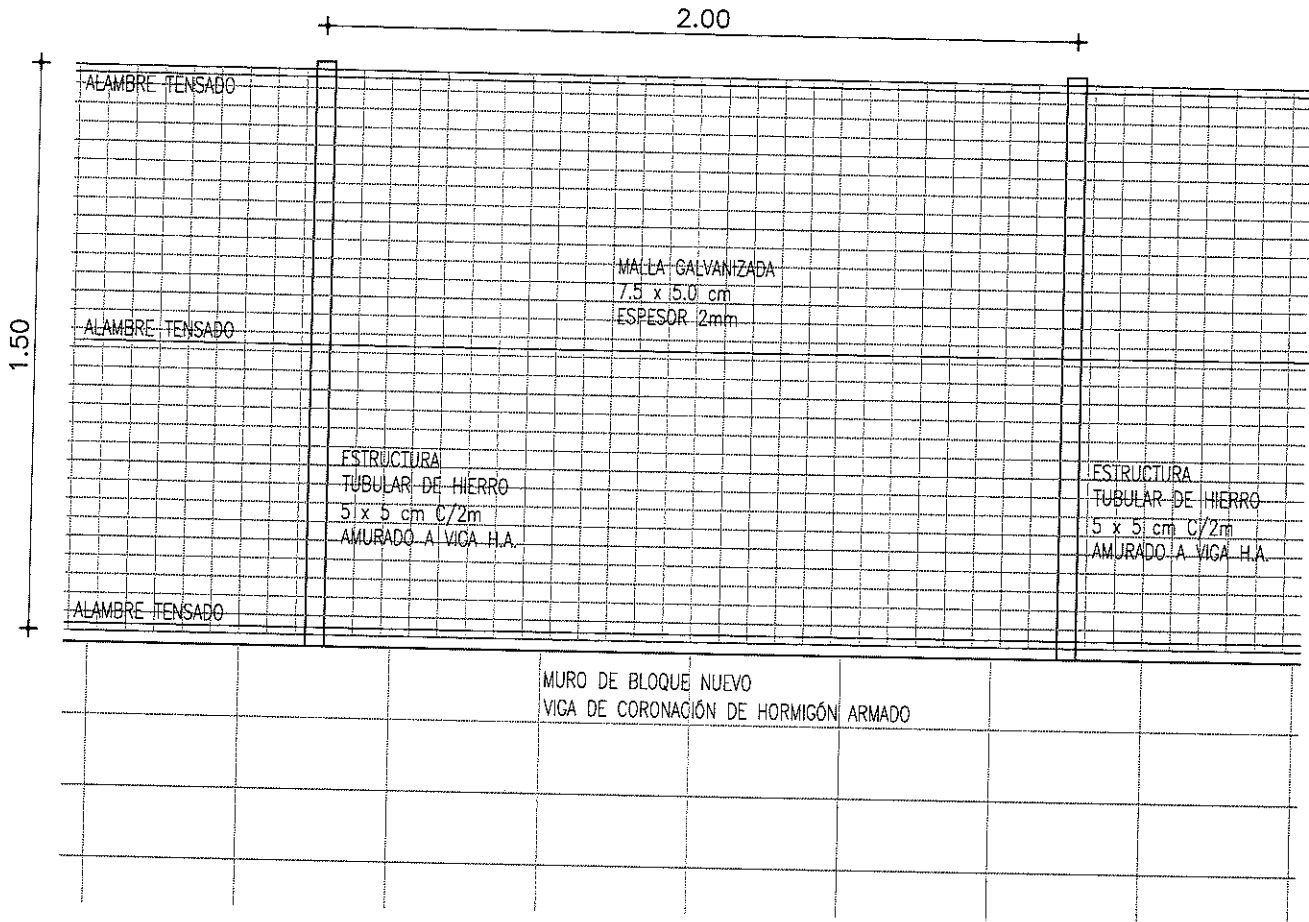 2.00
ALAMBRE TENSADO
MALLA GALVANIZADA
7.5 x 5.0 cm
ESPESOR 2mm
ALAMBRE TENSADO
1.50
ESTRUCTURA
TUBULAR DE HIERRO
5 x 5 cm C/2m
AMURADO A VIGA H.A.
ESTRUCTURA
TUBULAR DE HIERRO
5 x 5 cm C/2m
AMURADO A VIGA H.A.
ALAMBRE TENSADO
MURO DE BLOQUE NUEVO
VIGA DE CORONACIÓN DE HORMIGÓN ARMADO